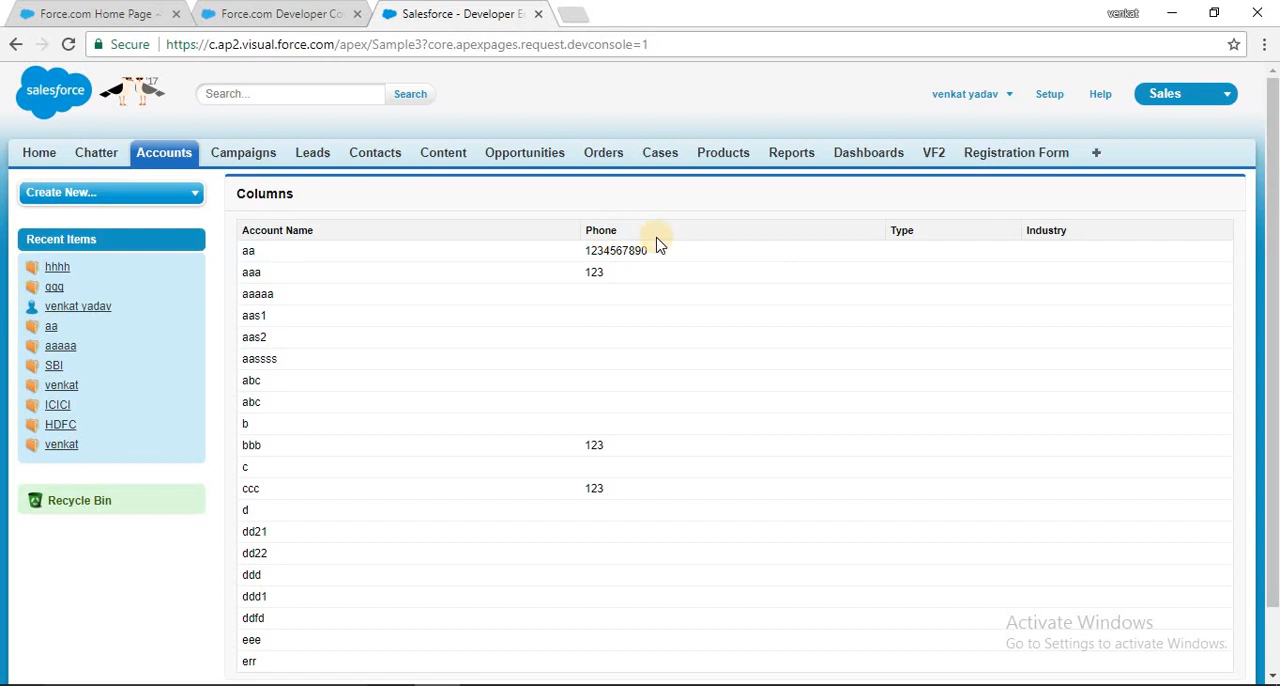 Force.com Home Page -
Force.com Developer Co
Salesforce - Developer E
venkat
Secure
https://c.ap2.visual.force.com/apex/Sample3?core.apexpages.request.devconsole=1
salesforce
'17
Search...
Search
venkat yadav
Setup
Help
Sales
Home
Chatter
Accounts
Campaigns
Leads
Contacts
Content
Opportunities
Orders
Cases
Products
Reports
Dashboards
VF2
Registration Form
+
Create New...
Recent Items
hhhh
ggg
venkat yadav
aa
aaaaa
SBI
venkat
ICICI
HDFC
venkat
Recycle Bin
Columns
Account Name Phone Type Industry
aa 1234567890
aaa 123
aaaaa
aas1
aas2
aassss
abc
abc
b
bbb 123
c
ccc 123
d
dd21
dd22
ddd
ddd1
ddfd
eee
err
Activate Windows
Go to Settings to activate Windows.